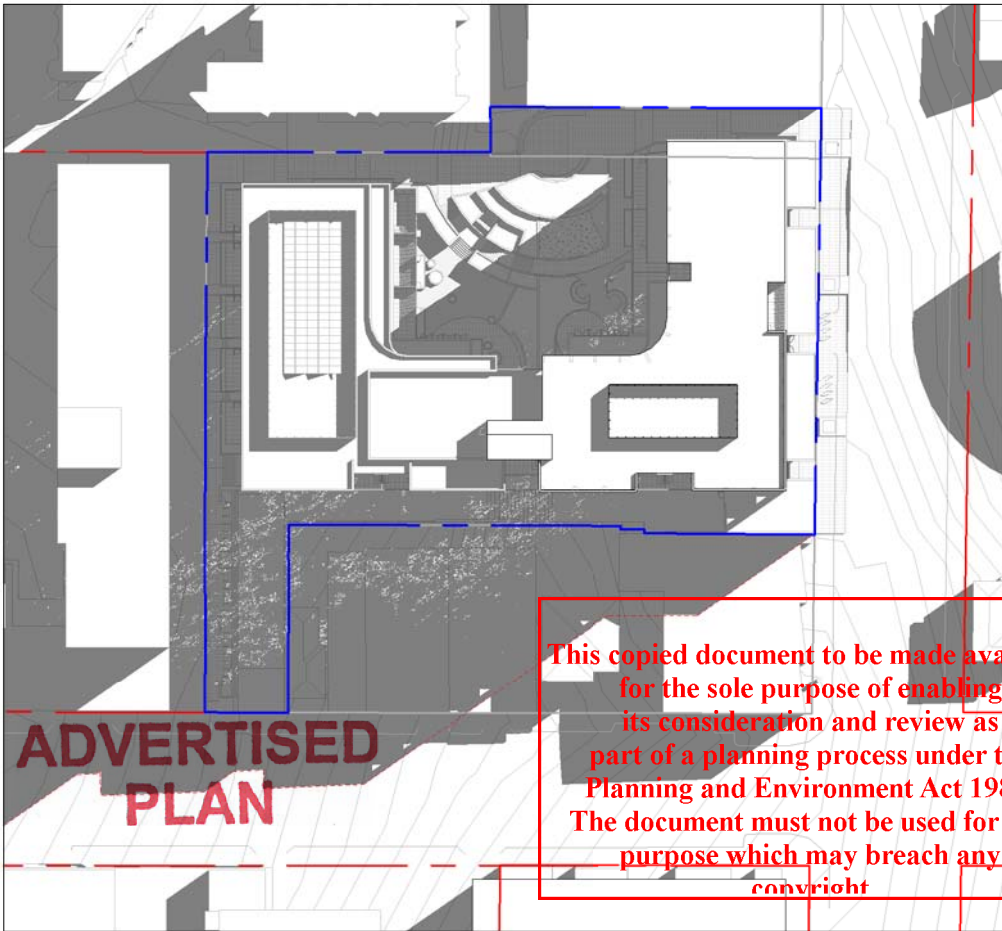 ADVERTISED
PLAN
This copied document to be made
for the sole purpose of enabling
its consideration and review as
part of a planning process under
Planning and Environment Act
The document must not be used for
purpose which may breach any
copyright